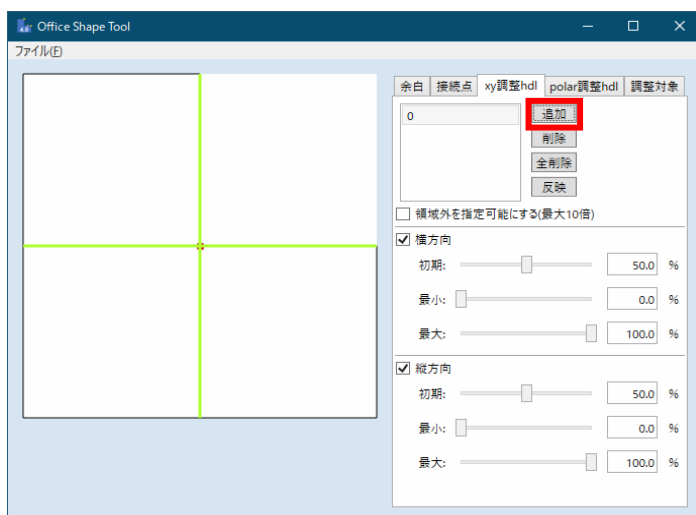 Office Shape Tool
ファイル(F)
余白 接続点 xy調整hdl polar調整hdl 調整対象
0
追加
削除
全削除
反映
領域外を指定可能にする(最大10倍)
横方向
初期: 50.0 %
最小: 0.0 %
最大: 100.0 %
縦方向
初期: 50.0 %
最小: 0.0 %
最大: 100.0 %